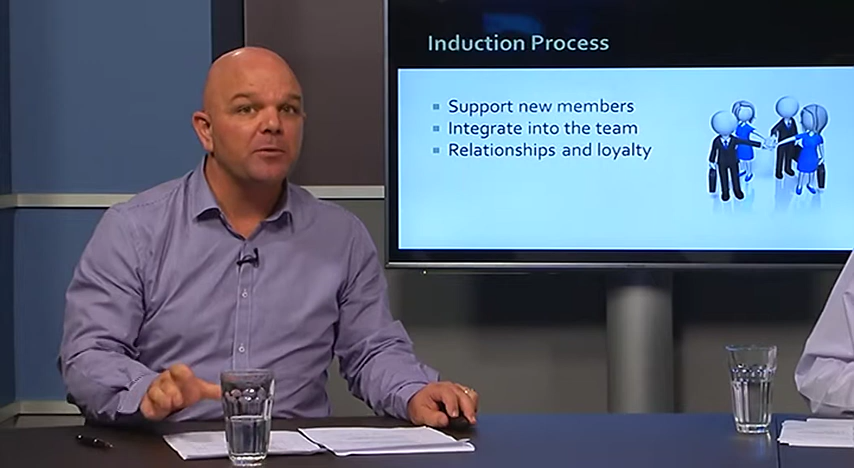 Induction Process
Support new members
Integrate into the team
Relationships and loyalty